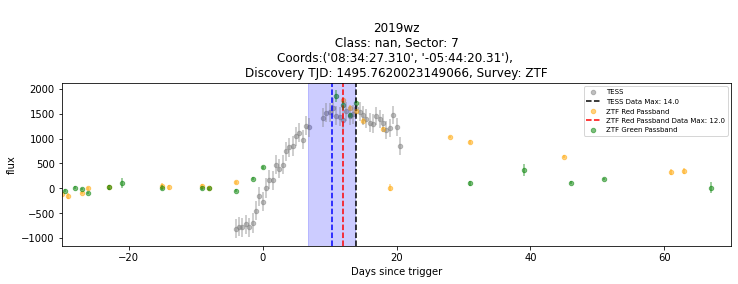 2019wz
Class: nan, Sector: 7
Coords:('08:34:27.310', '-05:44:20.31'),
Discovery TJD: 1495.7620023149066, Survey: ZTF
TESS
TESS Data Max: 14.0
ZTF Red Passband
ZTF Red Passband Data Max: 12.0
ZTF Green Passband
flux
2000
1500
1000
500
0
−500
−1000
−20
0
20
40
60
Days since trigger